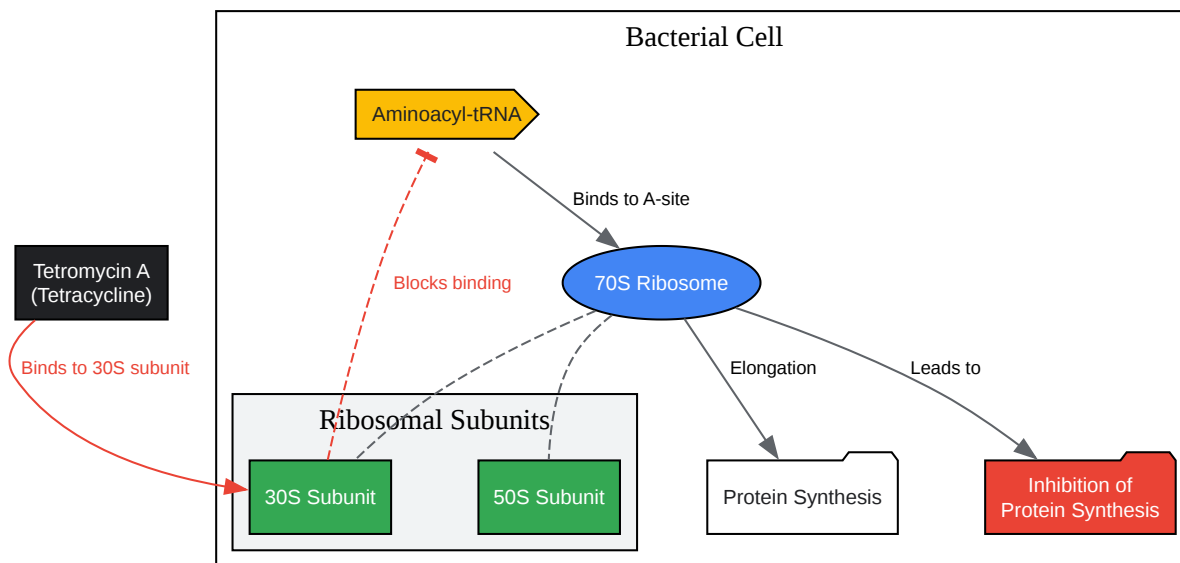 Bacterial Cell
Aminoacyl-tRNA
Binds to A-site
Tetromycin A
(Tetracycline)
Blocks binding
70S Ribosome
Binds to 30S subunit
Elongation
Leads to
Ribosomal Subunits
30S Subunit
50S Subunit
Protein Synthesis
Inhibition of
Protein Synthesis